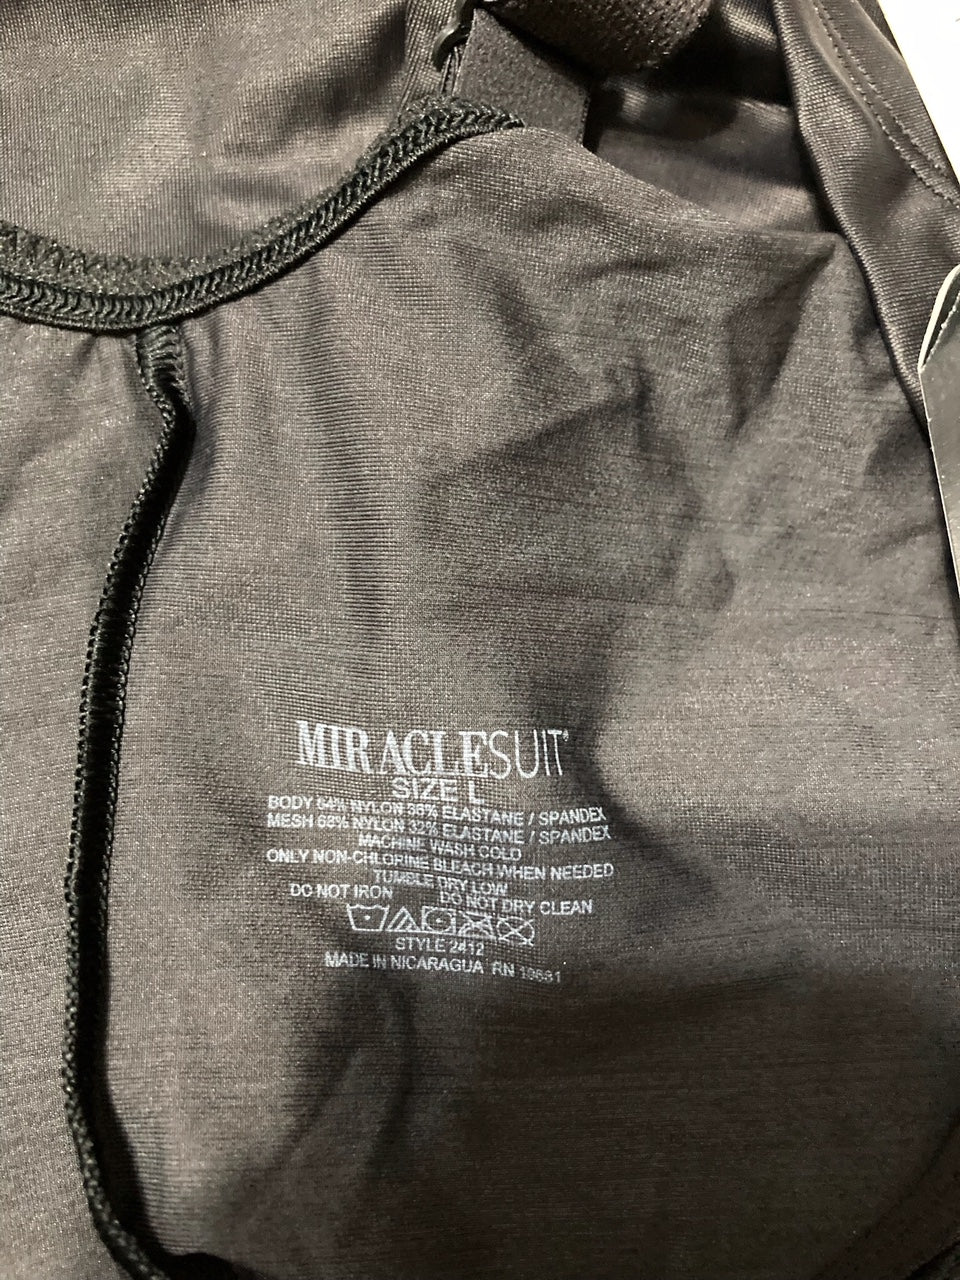 MIRACLESUIT®
SIZE L
BODY 64% NYLON 36% ELASTANE / SPANDEX
MESH 68% NYLON 32% ELASTANE / SPANDEX
MACHINE WASH COLD
ONLY NON-CHLORINE BLEACH WHEN NEEDED
TUMBLE DRY LOW
DO NOT IRON DO NOT DRY CLEAN
STYLE 2412
MADE IN NICARAGUA RN